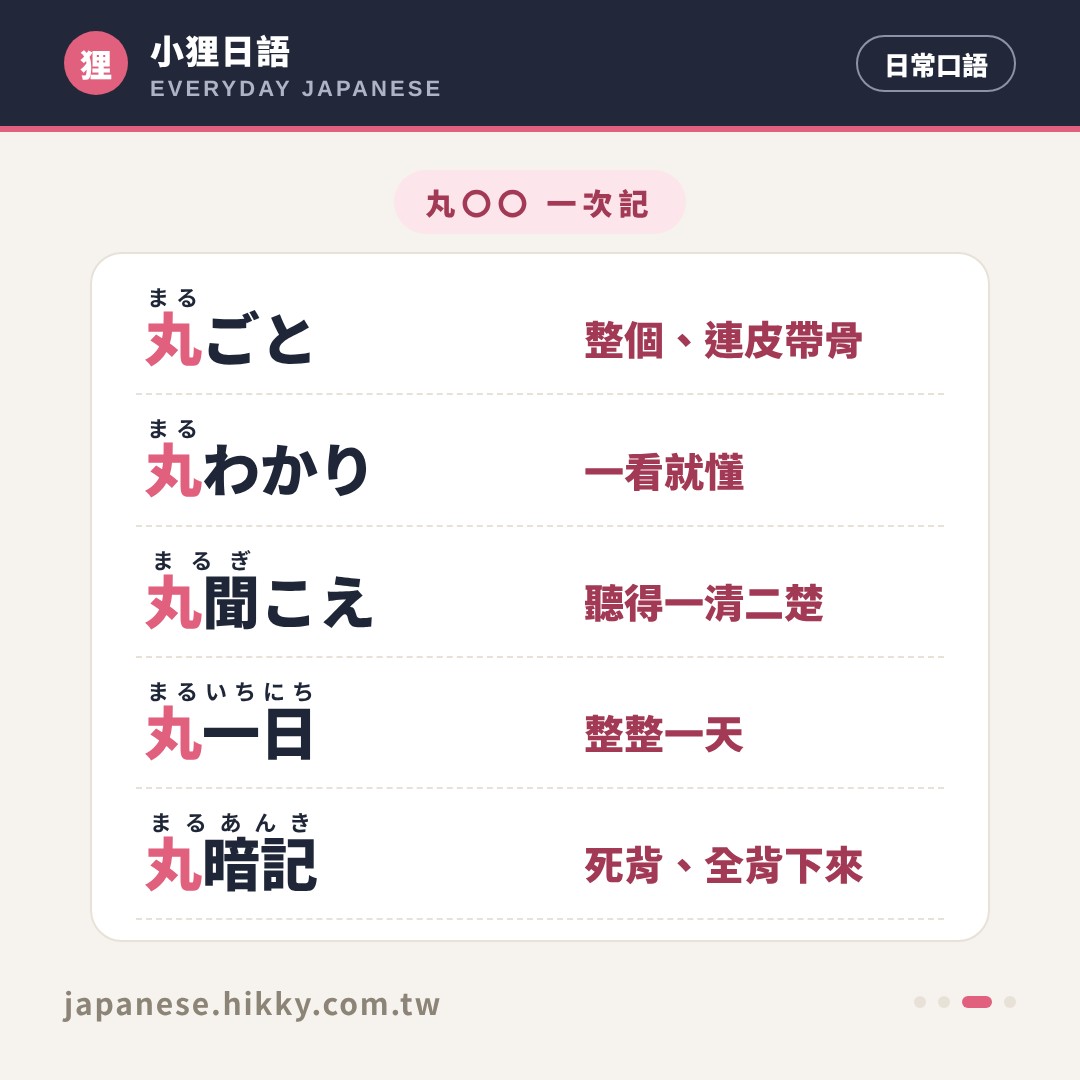 狸
小狸日語
EVERYDAY JAPANESE
日常口語
丸〇〇 一次記
まる
丸ごと
整個、連皮帶骨
まる
丸わかり
一看就懂
まるぎ
丸聞こえ
聽得一清二楚
まるいちにち
丸一日
整整一天
まるあんき
丸暗記
死背、全背下來
japanese.hikky.com.tw